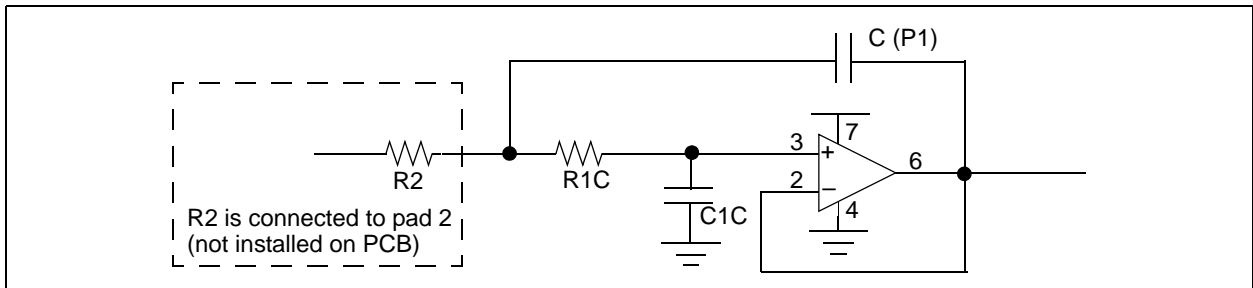 C (P1)
7
3
+
6
R2
R1C
2
−
C1C
4
R2 is connected to pad 2
(not installed on PCB)